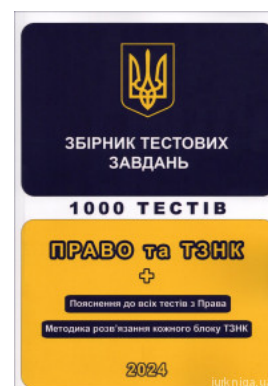 ЗБІРНИК ТЕСТОВИХ
ЗАВДАНЬ
1000 ТЕСТІВ
ПРАВО та ТЗНК
+
Пояснення до всіх тестів з Права
Методика розв'язання кожного блоку ТЗНК
2024